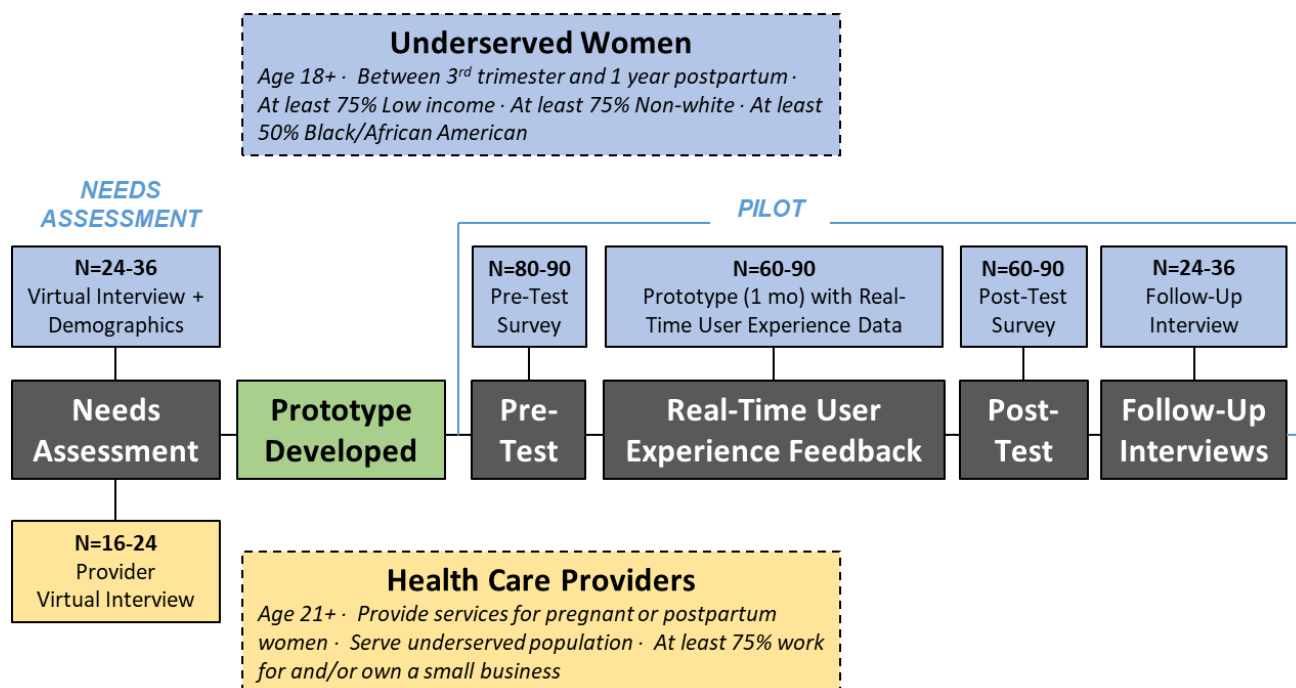 Underserved Women
Age 18+ · Between 3rd trimester and 1 year postpartum ·
At least 75% Low income · At least 75% Non-white · At least
50% Black/African American
NEEDS
ASSESSMENT
PILOT
N=24-36
Virtual Interview +
Demographics
N=80-90
Pre-Test
Survey
N=60-90
Prototype (1 mo) with Real-
Time User Experience Data
N=60-90
Post-Test
Survey
N=24-36
Follow-Up
Interview
Needs
Assessment
Prototype
Developed
Pre-
Test
Real-Time User
Experience Feedback
Post-
Test
Follow-Up
Interviews
N=16-24
Provider
Virtual Interview
Health Care Providers
Age 21+ · Provide services for pregnant or postpartum
women · Serve underserved population · At least 75% work
for and/or own a small business